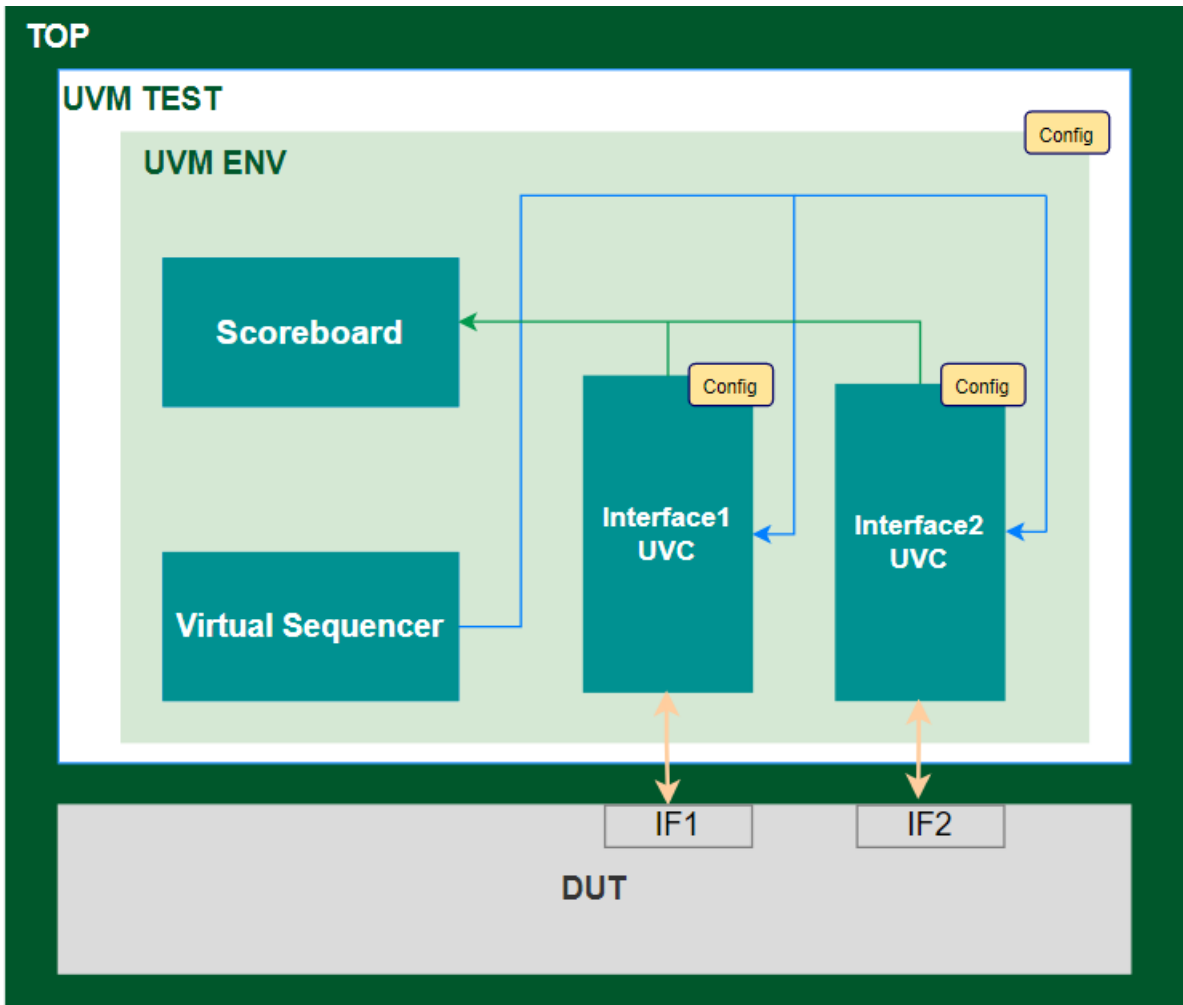 TOP
UVM TEST
Config
UVM ENV
Scoreboard
Config
Config
Interface1
UVC
Interface2
UVC
Virtual Sequencer
IF1
IF2
DUT